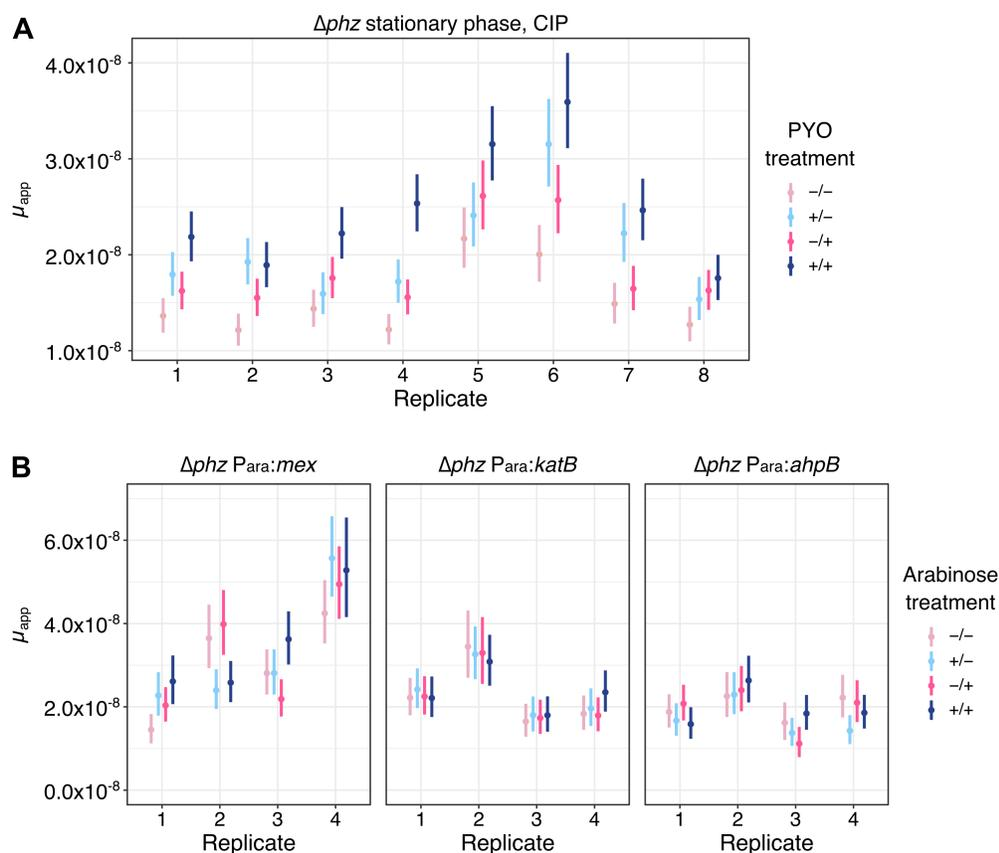 A
Δphz stationary phase, CIP
4.0x10⁻⁸
3.0x10⁻⁸
2.0x10⁻⁸
1.0x10⁻⁸
μapp
1 2 3 4 5 6 7 8
Replicate
PYO
treatment
−/−
+/−
−/+
+/+
B
Δphz Para:mex
Δphz Para:katB
Δphz Para:ahpB
6.0x10⁻⁸
4.0x10⁻⁸
2.0x10⁻⁸
0.0x10⁻⁸
μapp
1 2 3 4
1 2 3 4
1 2 3 4
Replicate
Replicate
Replicate
Arabinose
treatment
−/−
+/−
−/+
+/+